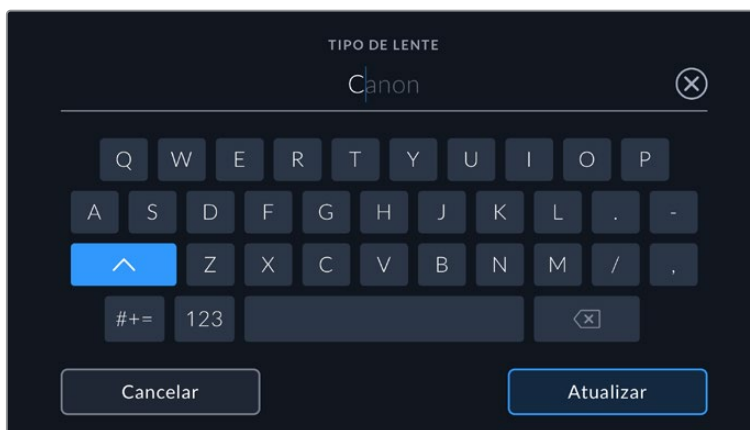 TIPO DE LENTE
Canon
Q W E R T Y U I O P
A S D F G H J K L . -
Z X C V B N M / ,
#+= 123
Cancelar Atualizar